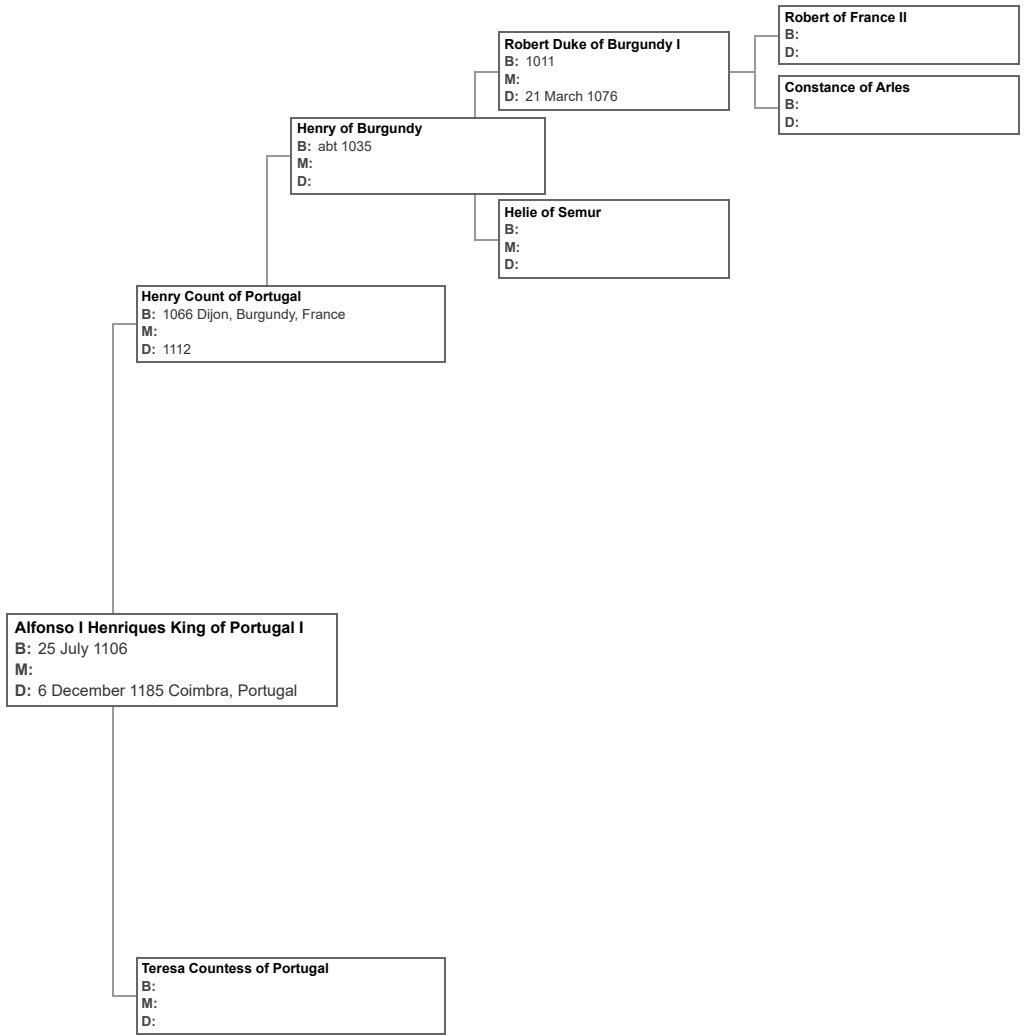 Robert of France II
B:
D:
Robert Duke of Burgundy I
B: 1011
M:
D: 21 March 1076
Constance of Arles
B:
D:
Henry of Burgundy
B: abt 1035
M:
D:
Helie of Semur
B:
M:
D:
Henry Count of Portugal
B: 1066 Dijon, Burgundy, France
M:
D: 1112
Alfonso I Henriques King of Portugal I
B: 25 July 1106
M:
D: 6 December 1185 Coimbra, Portugal
Teresa Countess of Portugal
B:
M:
D: